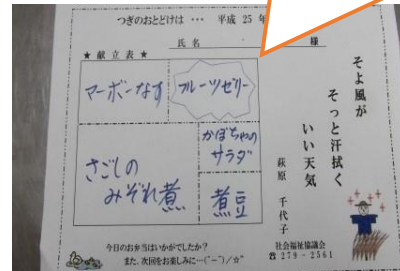 つぎのおとどけは … 平成 25 年
氏名 様
★ 献立表 ★
マーボーなす
フルーツゼリー
さごしの
みぞれ煮
かぼちゃの
サラダ
煮豆
そよ風が
そっと汗拭く
いい天気
萩原 千代子
今日のお弁当はいかがでしたか?
また、次回をお楽しみに…(^ー^)/☆"
社会福祉協議会
☎ 279 - 2561